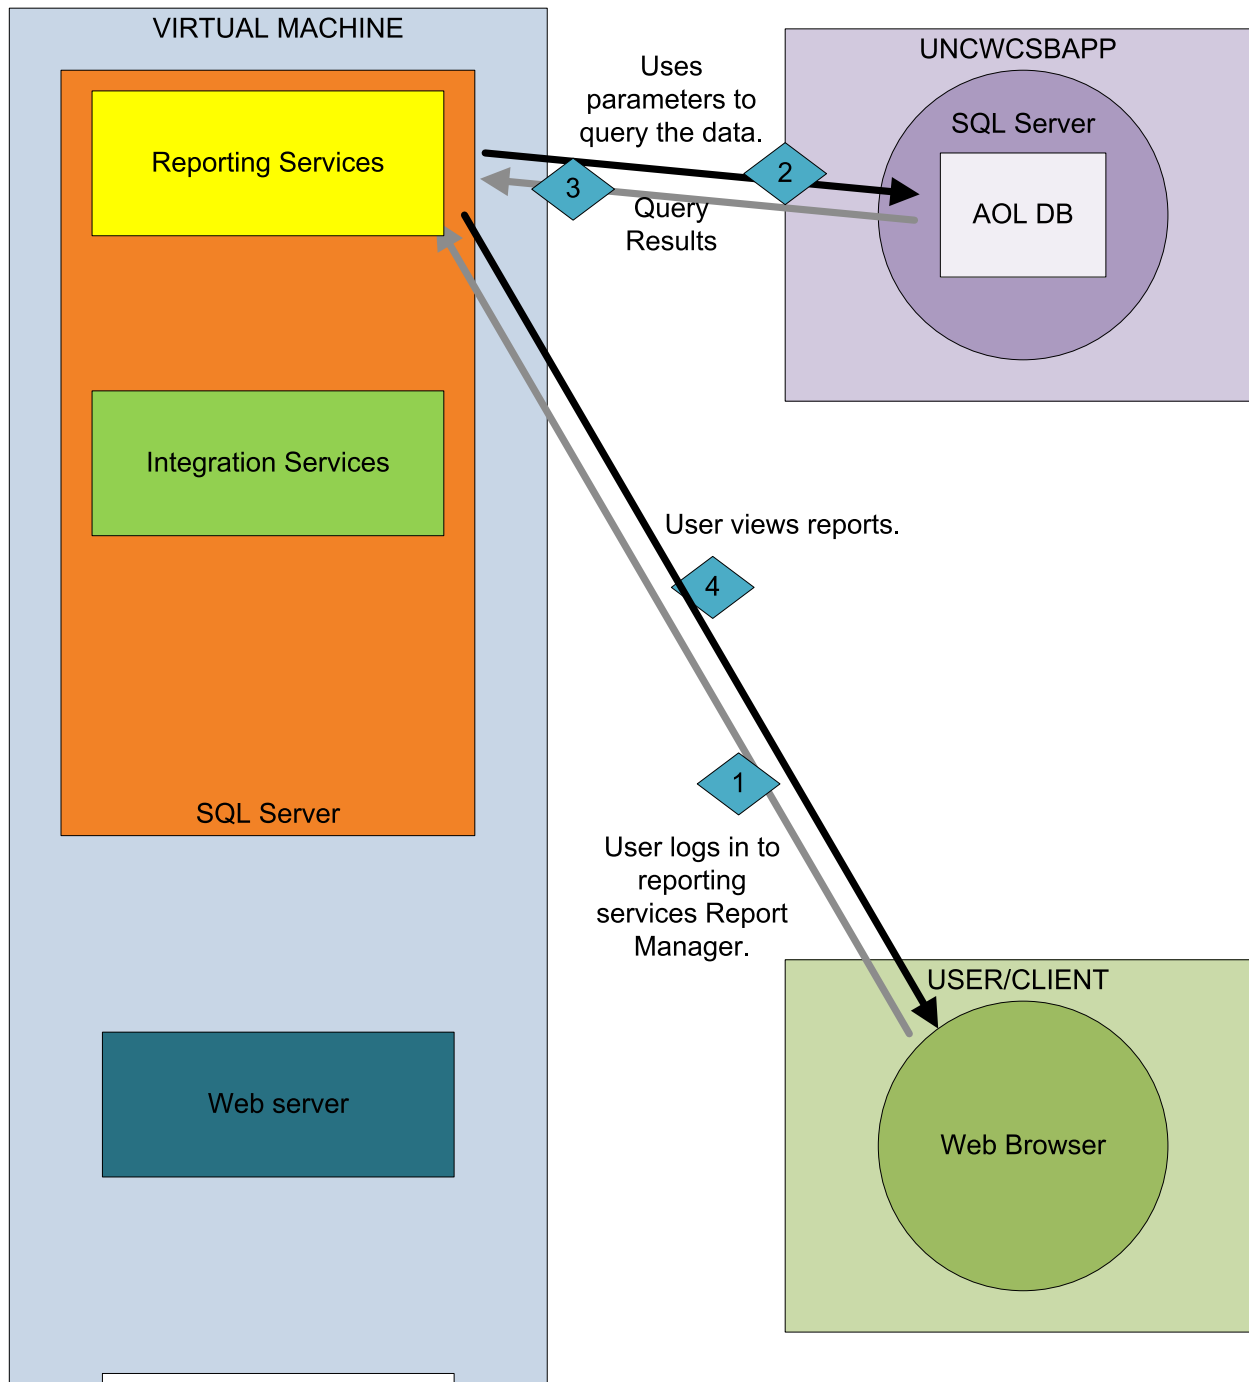 VIRTUAL MACHINE
Reporting Services
Integration Services
SQL Server
Web server
Uses
parameters to
query the data.
2
3
Query
Results
UNCWCSBAPP
SQL Server
AOL DB
User views reports.
4
1
User logs in to
reporting
services Report
Manager.
USER/CLIENT
Web Browser